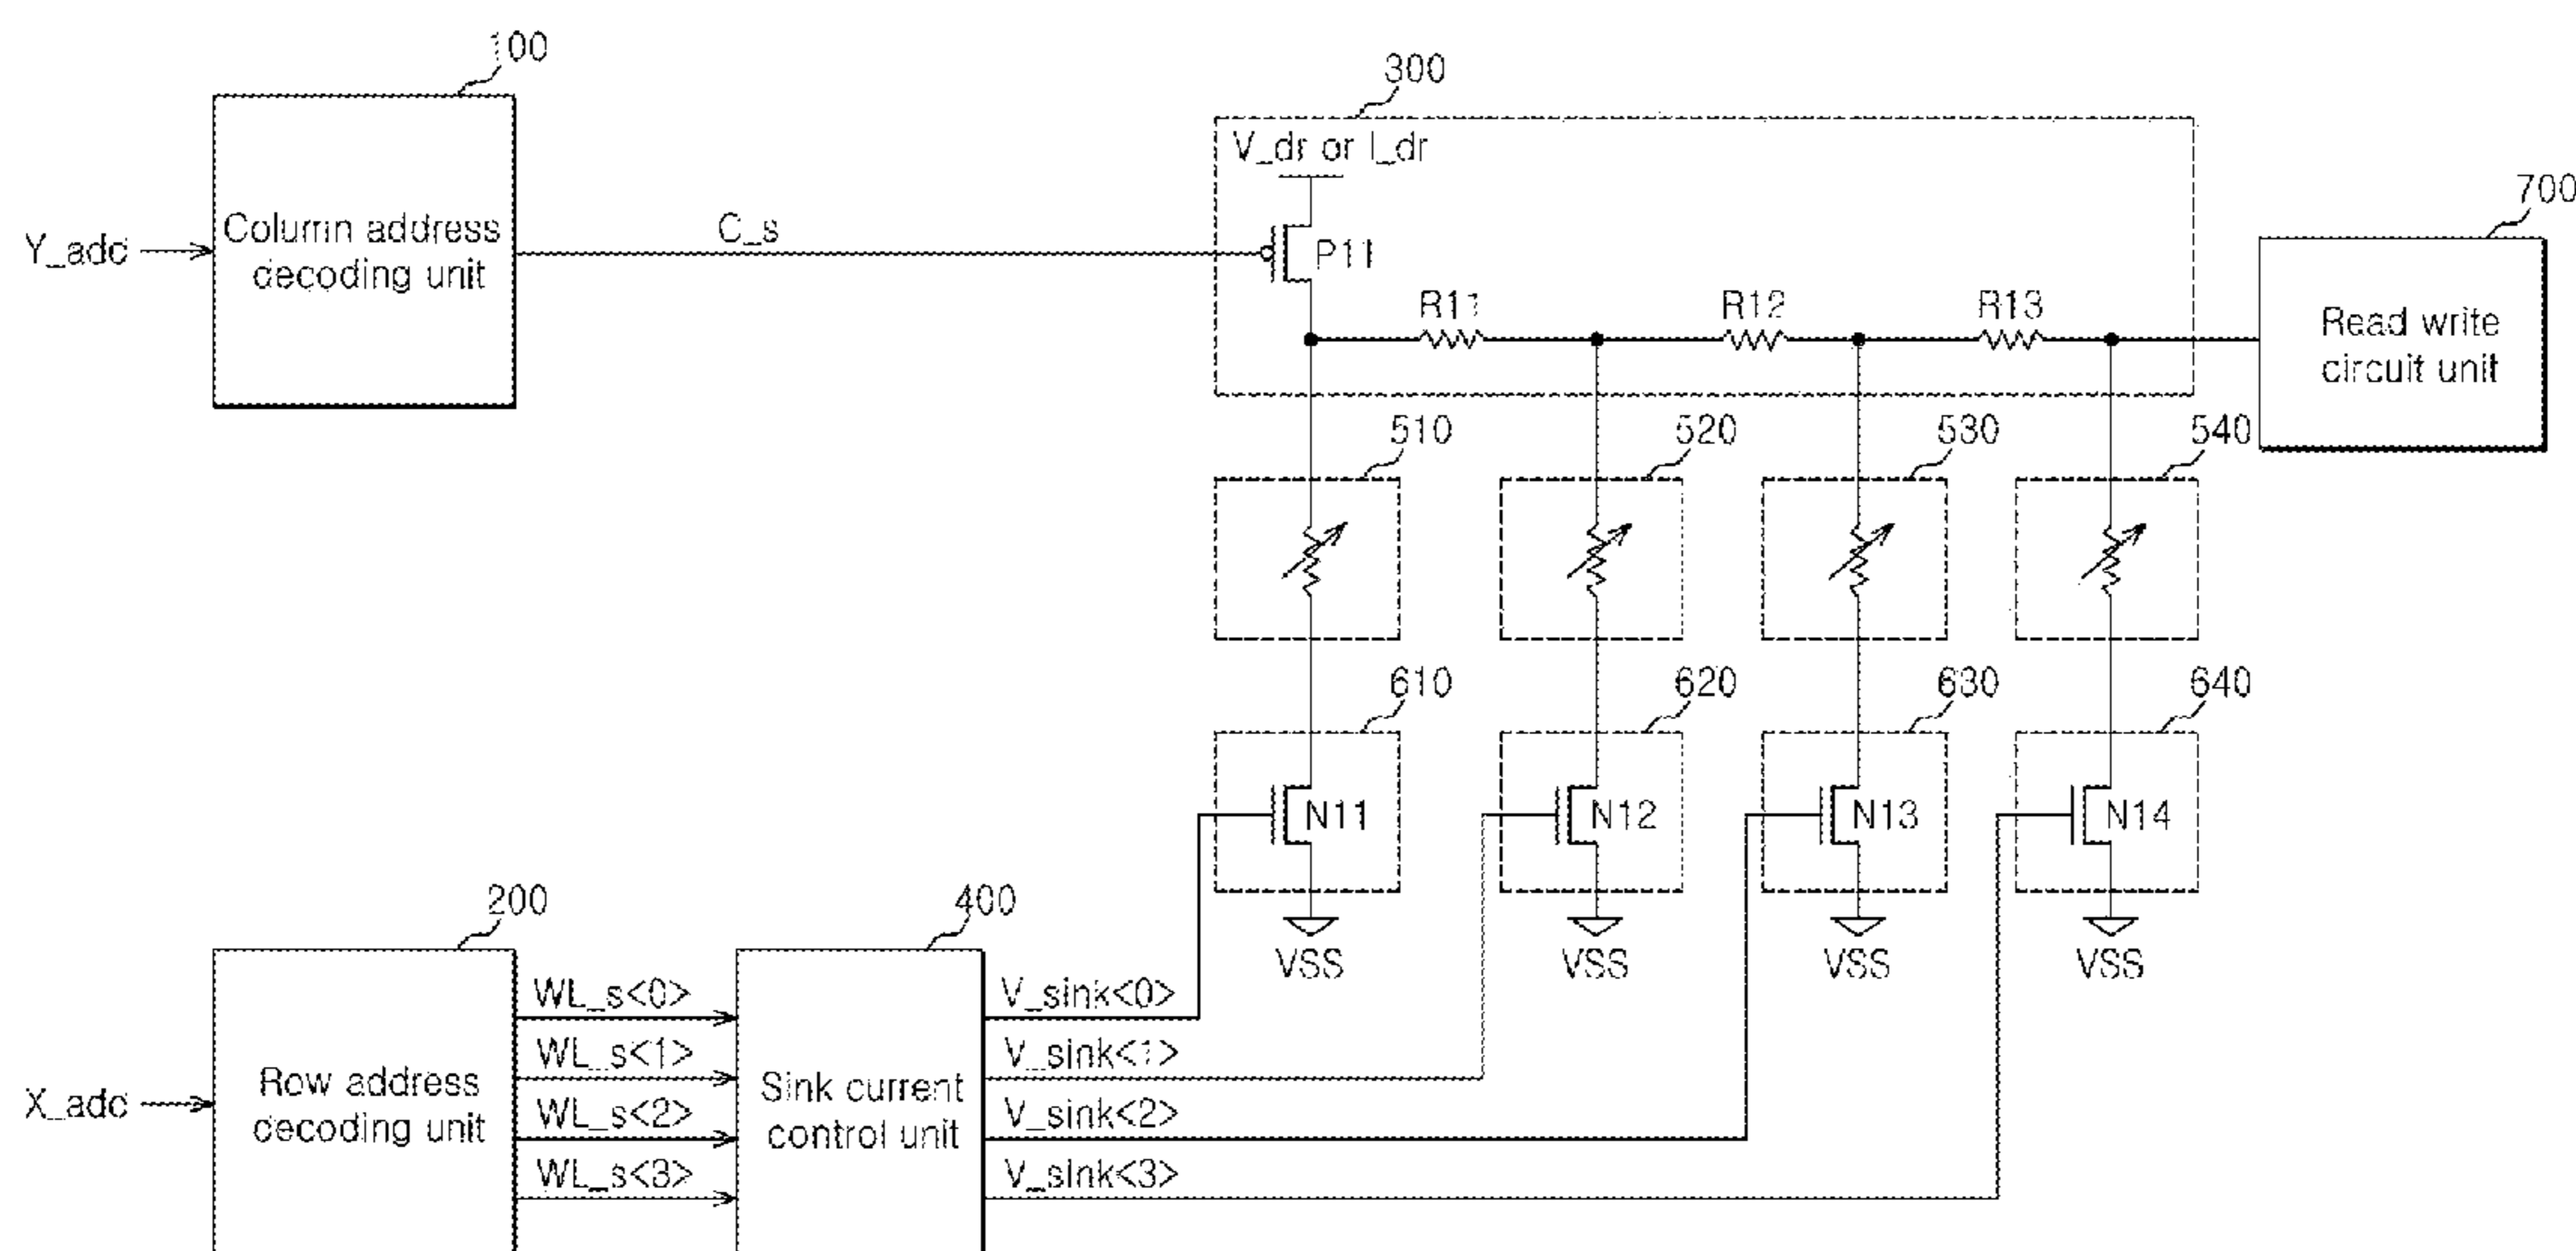 100
300
V_dr or I_dr
700
Y_add
Column address
decoding unit
C_s
P11
R11
R12
R13
Read write
circuit unit
510
520
530
540
610
620
630
640
N11
N12
N13
N14
200
400
VSS
VSS
VSS
VSS
X_add
Row address
decoding unit
WL_s<0>
WL_s<1>
WL_s<2>
WL_s<3>
Sink current
control unit
V_sink<0>
V_sink<1>
V_sink<2>
V_sink<3>